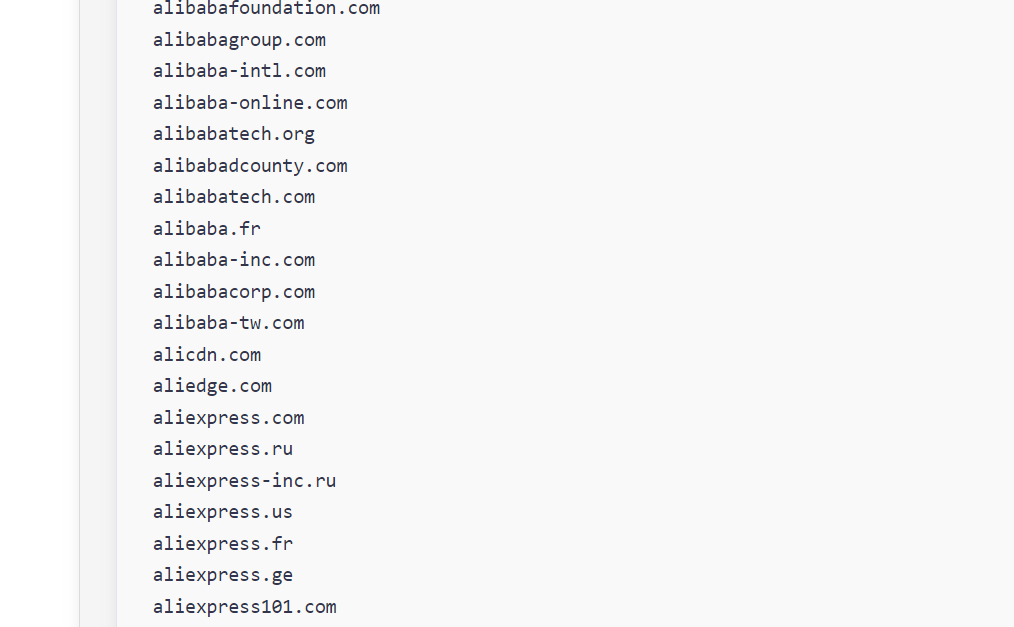 alibabafoundation.com
alibabagroup.com
alibaba-intl.com
alibaba-online.com
alibabatech.org
alibabadcounty.com
alibabatech.com
alibaba.fr
alibaba-inc.com
alibabacorp.com
alibaba-tw.com
alicdn.com
aliedge.com
aliexpress.com
aliexpress.ru
aliexpress-inc.ru
aliexpress.us
aliexpress.fr
aliexpress.ge
aliexpress101.com